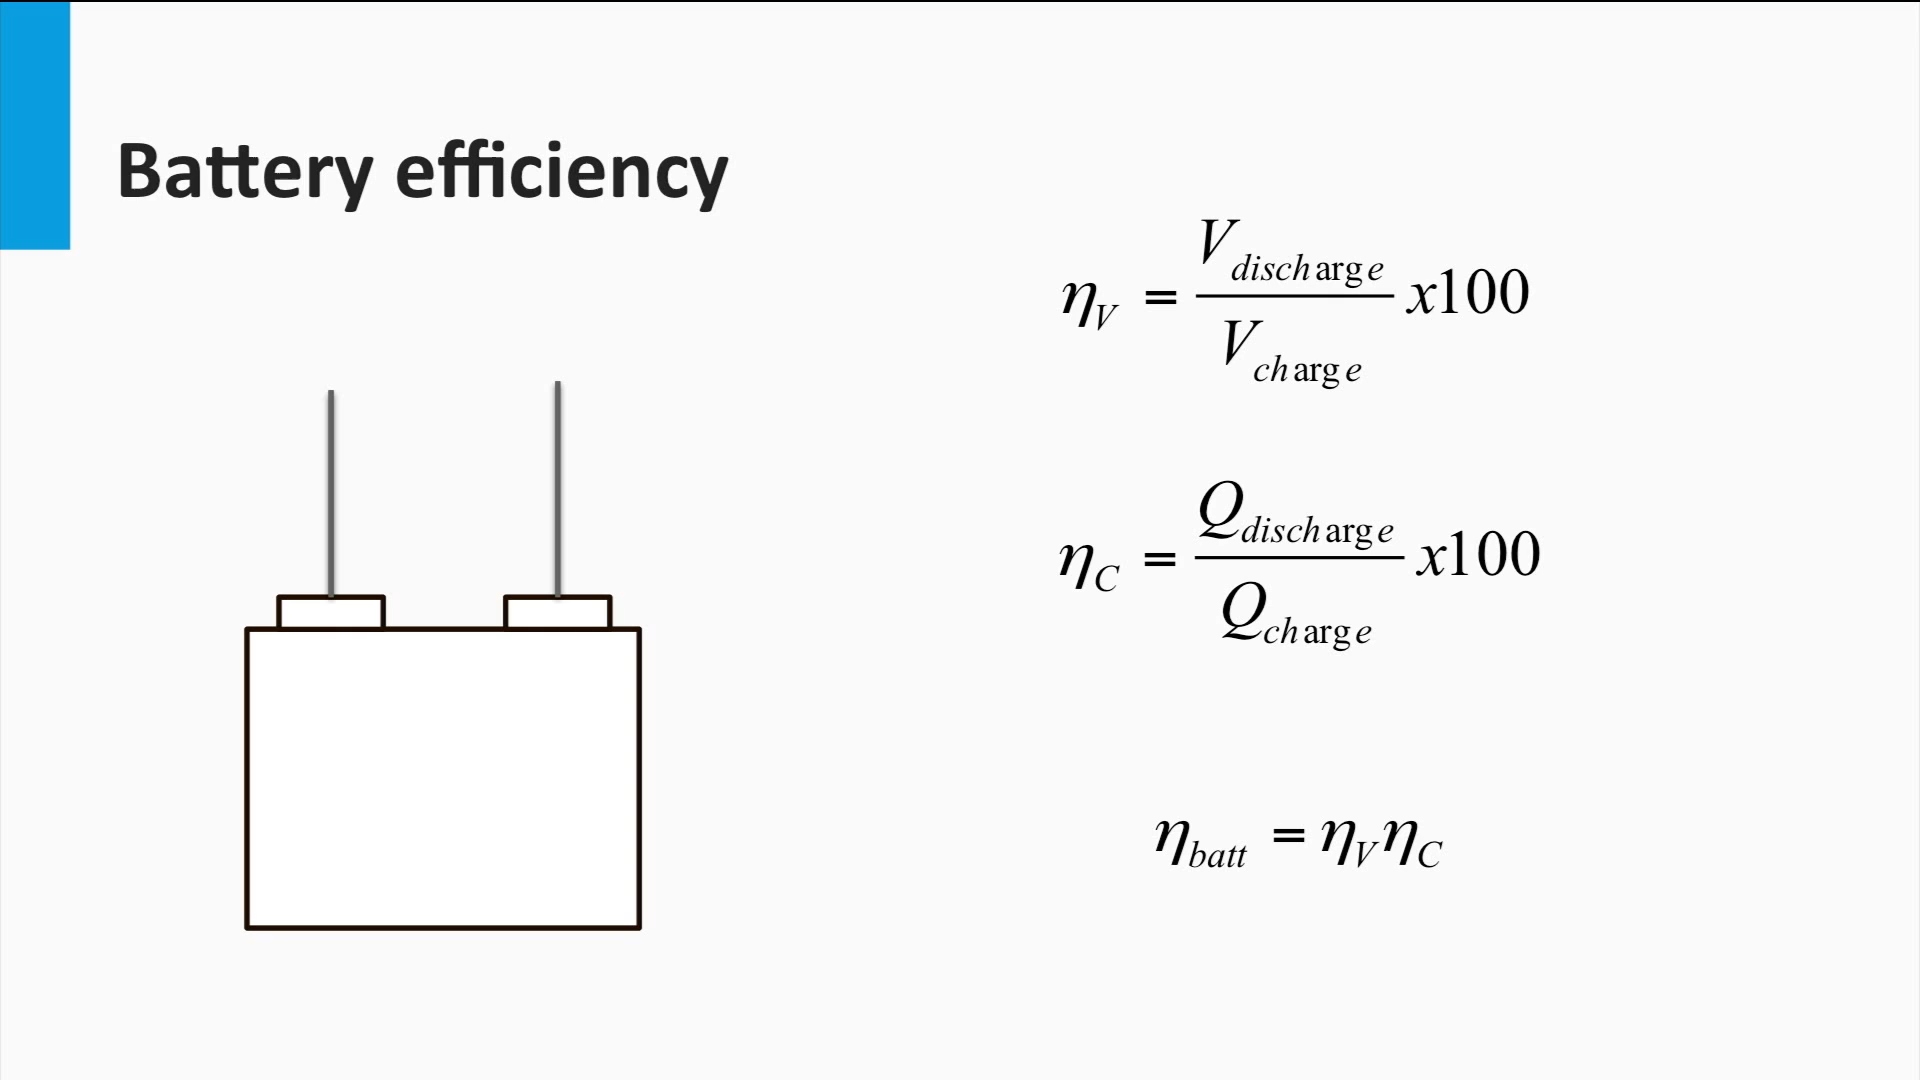 Battery efficiency
η_V = V_discharge / V_charge x100
η_C = Q_discharge / Q_charge x100
η_batt = η_V η_C